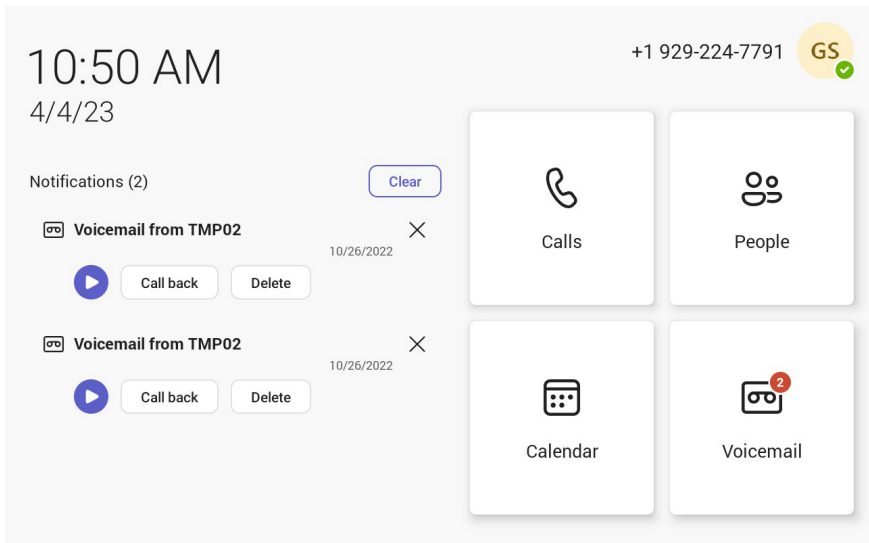 10:50 AM
4/4/23
+1 929-224-7791
GS
Notifications (2)
Clear
Voicemail from TMP02
10/26/2022
Call back
Delete
Voicemail from TMP02
10/26/2022
Call back
Delete
Calls
People
Calendar
2
Voicemail